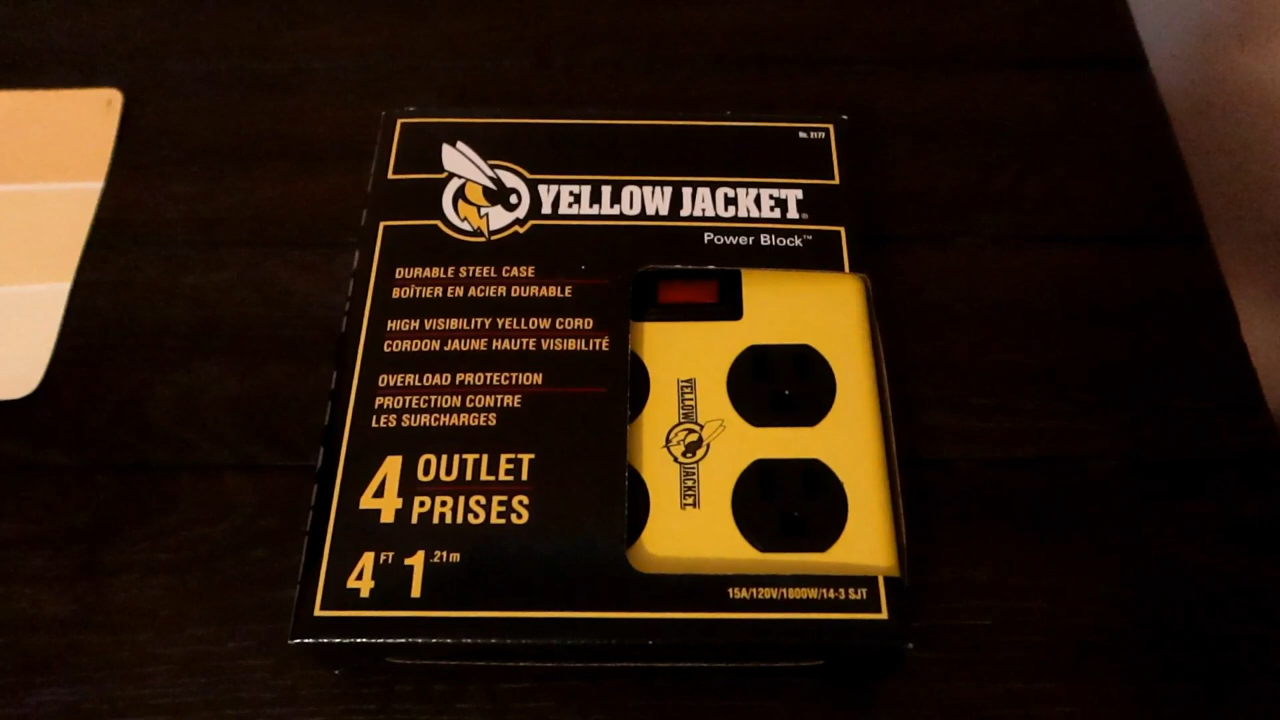 No. 2177
YELLOW JACKET®
Power Block™
DURABLE STEEL CASE
BOÎTIER EN ACIER DURABLE
HIGH VISIBILITY YELLOW CORD
CORDON JAUNE HAUTE VISIBILITÉ
OVERLOAD PROTECTION
PROTECTION CONTRE
LES SURCHARGES
4 OUTLET
PRISES
4 FT 1.21m
YELLOW JACKET
15A/120V/1800W/14-3 SJT